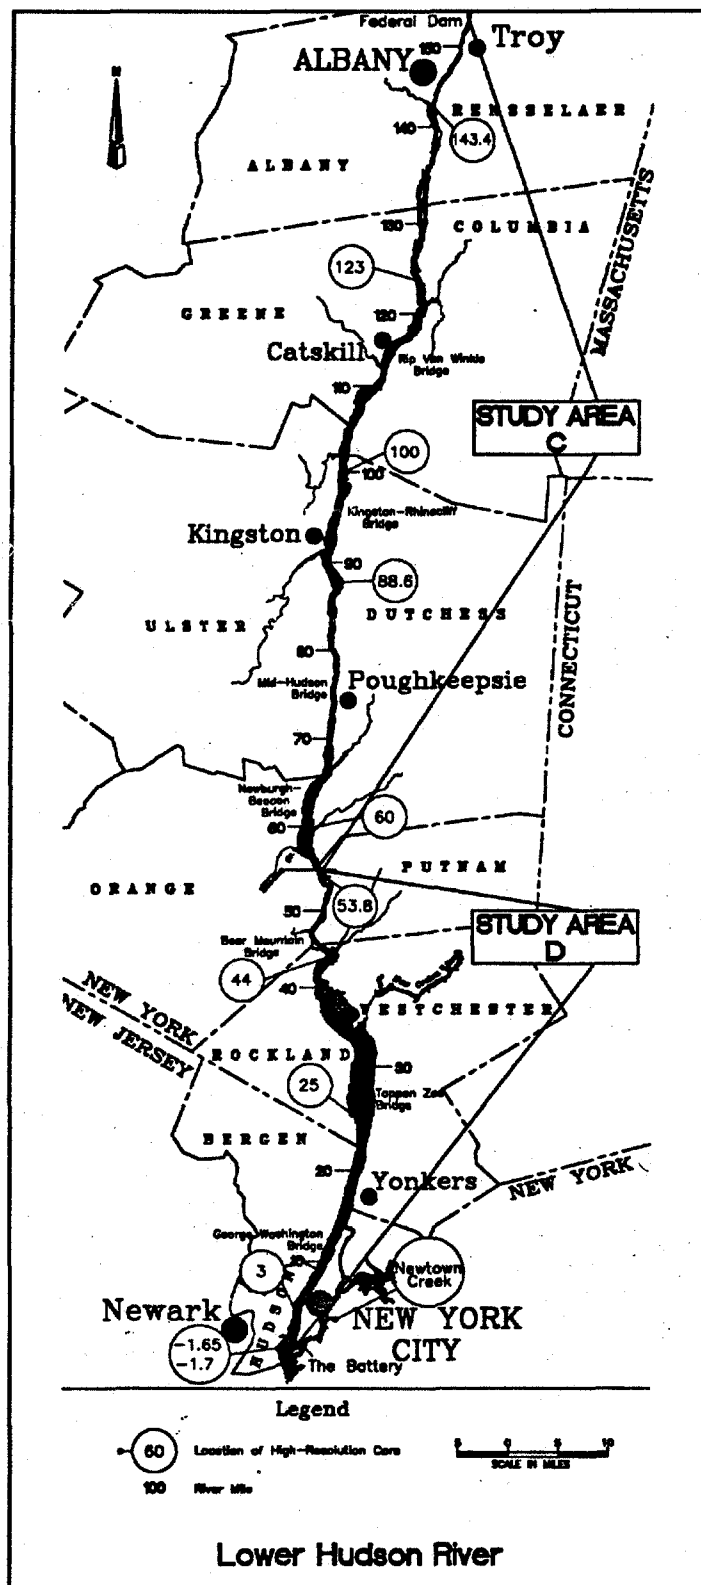 Federal Dam
Troy
150
ALBANY
RENSSELAER
140
143.4
ALBANY
MASSACHUSETTS
130
COLUMBIA
123
GREENE
120
Catskill
Rip Van Winkle
Bridge
110
STUDY AREA
C
100
100
Kingston-Rhinecliff
Bridge
Kingston
90
88.6
DUTCHESS
ULSTER
CONNECTICUT
80
Mid-Hudson
Bridge
Poughkeepsie
70
Newburgh-
Beacon
Bridge
60
60
PUTNAM
ORANGE
53.8
50
STUDY AREA
D
Bear Mountain
Bridge
44
40
NEW YORK
NEW JERSEY
WESTCHESTER
ROCKLAND
30
25
Tappan Zee
Bridge
BERGEN
20
Yonkers
NEW YORK
George Washington
Bridge
10
3
Newtown
Creek
HUDSON
Newark
NEW YORK
CITY
-1.65
-1.7
The Battery
Legend
60
Location of High-Resolution Core
5 0 5 10
SCALE IN MILES
100
River Mile
Lower Hudson River